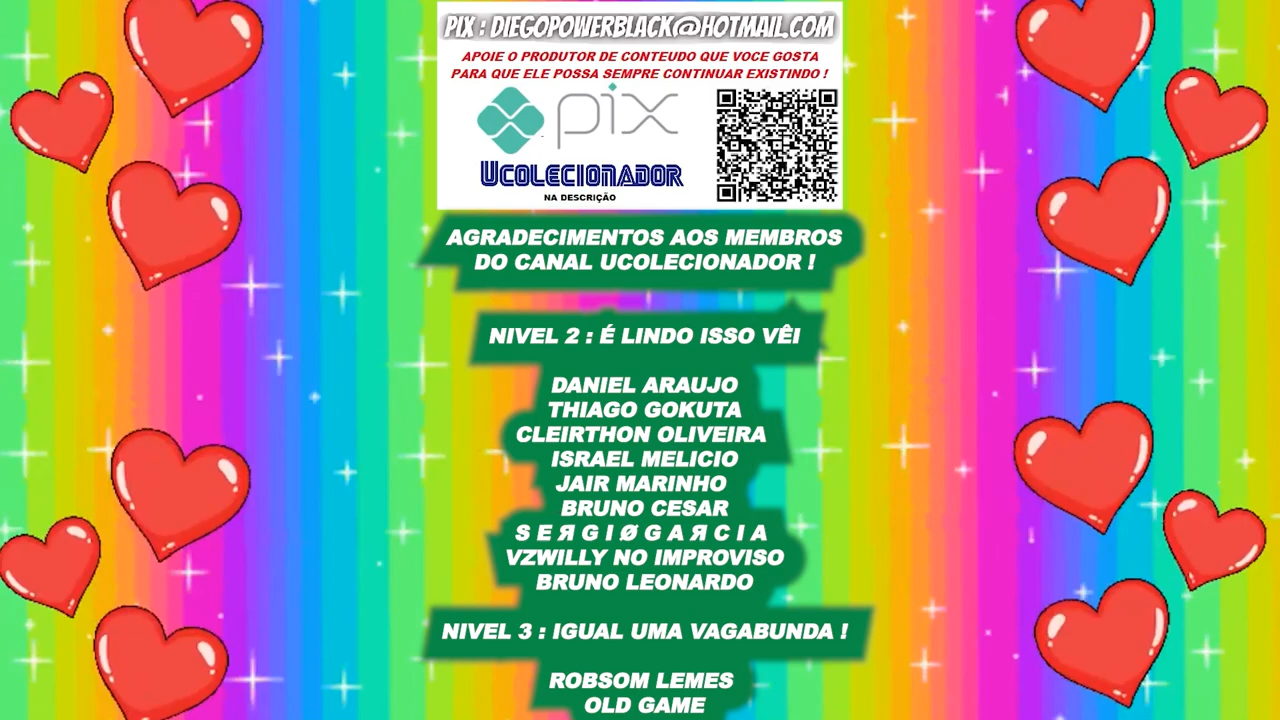 PIX : DIEGOPOWERBLACK@HOTMAIL.COM
APOIE O PRODUTOR DE CONTEUDO QUE VOCE GOSTA
PARA QUE ELE POSSA SEMPRE CONTINUAR EXISTINDO !
pix
UCOLECIONADOR
NA DESCRIÇÃO
AGRADECIMENTOS AOS MEMBROS
DO CANAL UCOLECIONADOR !
NIVEL 2 : É LINDO ISSO VÊI
DANIEL ARAUJO
THIAGO GOKUTA
CLEIRTHON OLIVEIRA
ISRAEL MELICIO
JAIR MARINHO
BRUNO CESAR
S E Я G I Ø G A Я C I A
VZWILLY NO IMPROVISO
BRUNO LEONARDO
NIVEL 3 : IGUAL UMA VAGABUNDA !
ROBSOM LEMES
OLD GAME